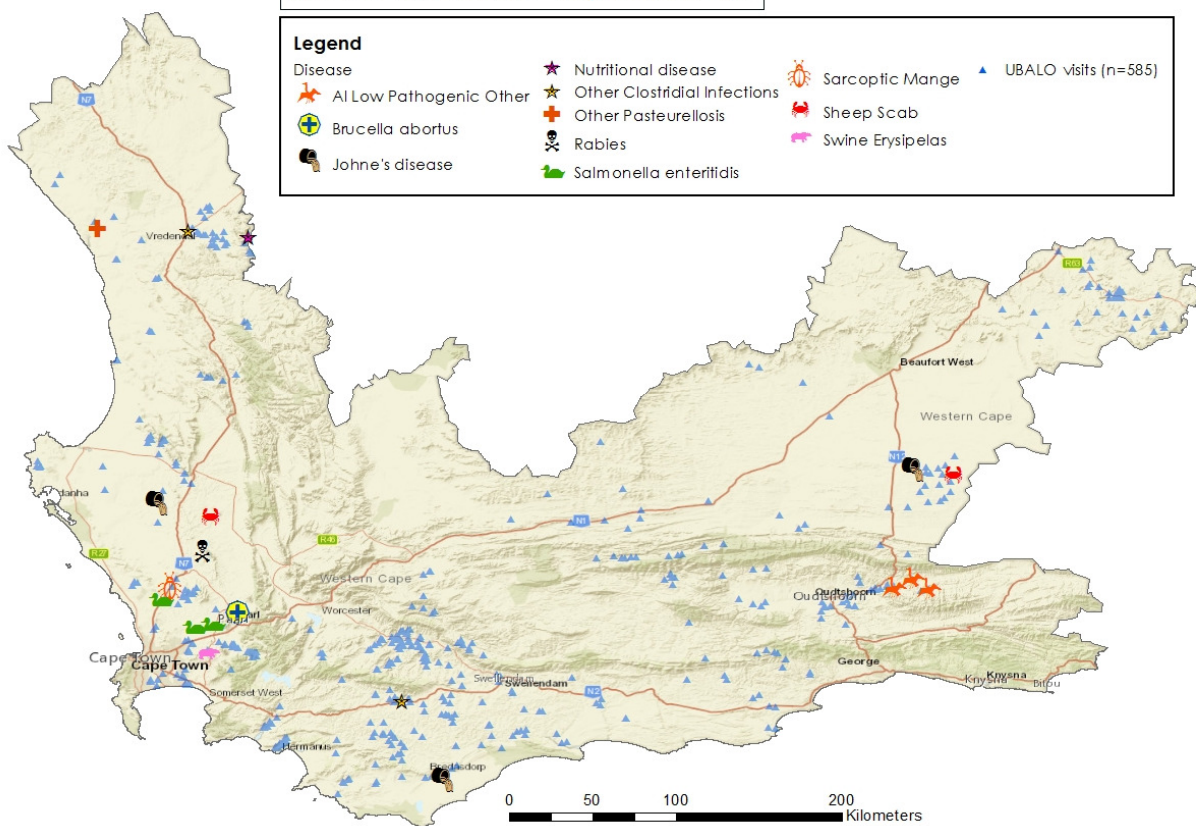 Legend
Disease
AI Low Pathogenic Other
Brucella abortus
Johne's disease
Nutritional disease
Other Clostridial Infections
Other Pasteurellosis
Rabies
Salmonella enteritidis
Sarcoptic Mange
Sheep Scab
Swine Erysipelas
UBALO visits (n=585)
N7
Vredendal
R63
Beaufort West
Western Cape
N12
danha
N1
R27
N7
R46
Western Cape
Oudtshoorn
Oudtshoorn
Worcester
Cape Town
Cape Town
George
Knysna
Knysna
Bitou
Somerset West
Swellendam
Swellendam
N2
Hermanus
Bredasdorp
0 50 100 200
Kilometers